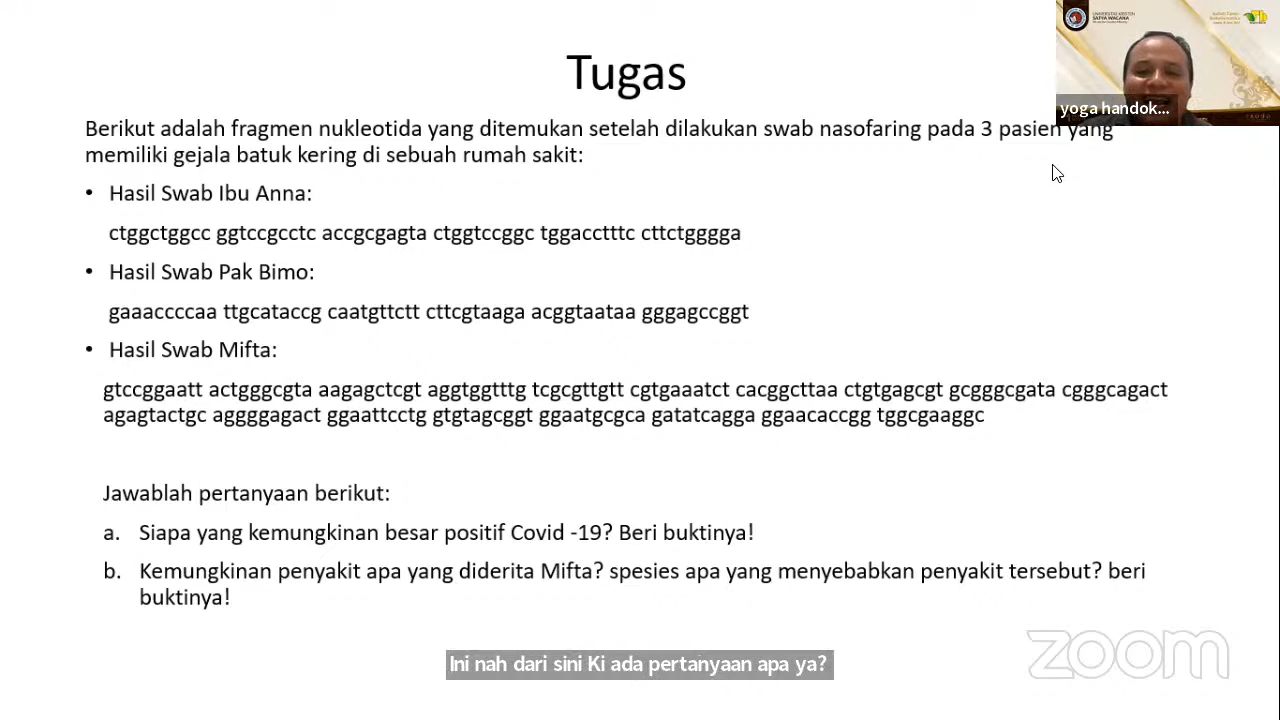 Tugas
UNIVERSITAS KRISTEN
SATYA WACANA
yoga handok...
Berikut adalah fragmen nukleotida yang ditemukan setelah dilakukan swab nasofaring pada 3 pasien yang
memiliki gejala batuk kering di sebuah rumah sakit:
• Hasil Swab Ibu Anna:
ctggctggcc ggtccgcctc accgcgagta ctggtccggc tggacctttc cttctgggga
• Hasil Swab Pak Bimo:
gaaaccccaa ttgcataccg caatgttctt cttcgtaaga acggtaataa gggagccggt
• Hasil Swab Mifta:
gtccggaatt actgggcgta aagagctcgt aggtggtttg tcgcgttgtt cgtgaaatct cacggcttaa ctgtgagcgt gcgggcgata cgggcagact
agagtactgc aggggagact ggaattcctg gtgtagcggt ggaatgcgca gatatcagga ggaacaccgg tggcgaaggc
Jawablah pertanyaan berikut:
a. Siapa yang kemungkinan besar positif Covid -19? Beri buktinya!
b. Kemungkinan penyakit apa yang diderita Mifta? spesies apa yang menyebabkan penyakit tersebut? beri
buktinya!
zoom
Ini nah dari sini Ki ada pertanyaan apa ya?